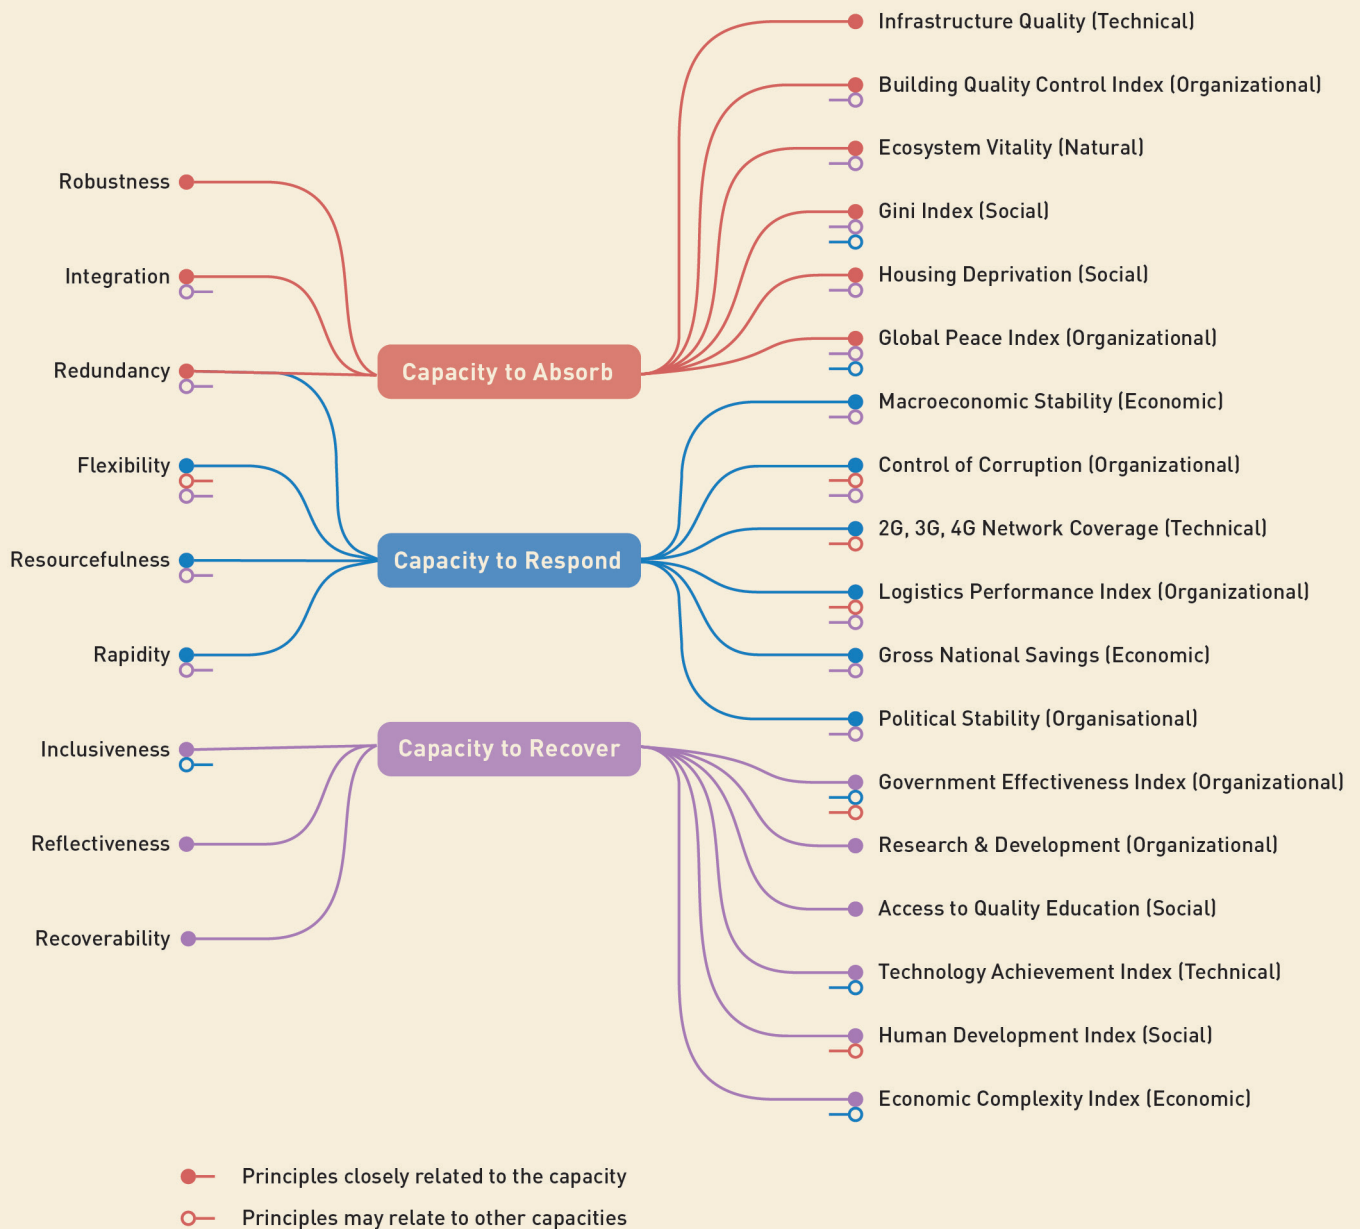 Robustness
Integration
Redundancy
Flexibility
Resourcefulness
Rapidity
Inclusiveness
Reflectiveness
Recoverability
Capacity to Absorb
Capacity to Respond
Capacity to Recover
Infrastructure Quality (Technical)
Building Quality Control Index (Organizational)
Ecosystem Vitality (Natural)
Gini Index (Social)
Housing Deprivation (Social)
Global Peace Index (Organizational)
Macroeconomic Stability (Economic)
Control of Corruption (Organizational)
2G, 3G, 4G Network Coverage (Technical)
Logistics Performance Index (Organizational)
Gross National Savings (Economic)
Political Stability (Organisational)
Government Effectiveness Index (Organizational)
Research & Development (Organizational)
Access to Quality Education (Social)
Technology Achievement Index (Technical)
Human Development Index (Social)
Economic Complexity Index (Economic)
Principles closely related to the capacity
Principles may relate to other capacities